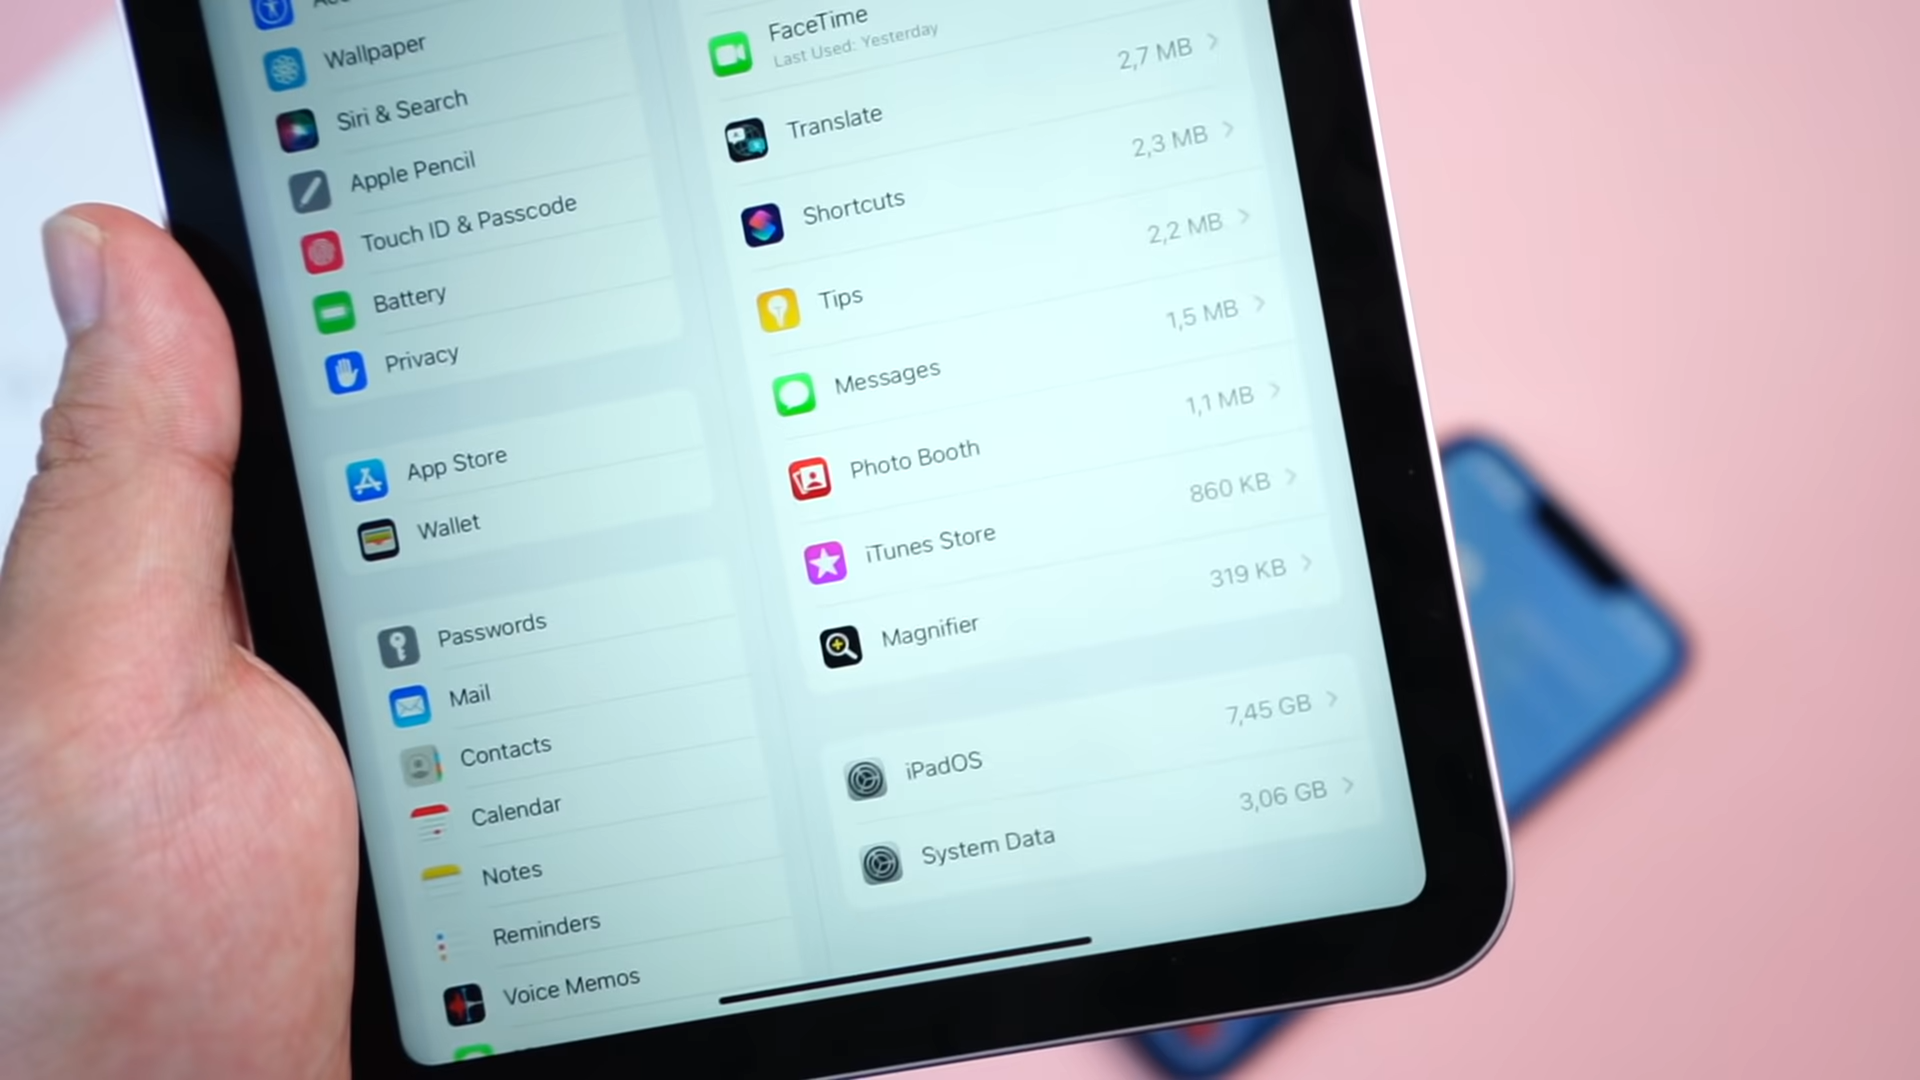 Wallpaper
Siri & Search
Apple Pencil
Touch ID & Passcode
Battery
Privacy
App Store
Wallet
Passwords
Mail
Contacts
Calendar
Notes
Reminders
Voice Memos
FaceTime
Last Used: Yesterday
Translate 2,7 MB
Shortcuts 2,3 MB
Tips 2,2 MB
Messages 1,5 MB
Photo Booth 1,1 MB
iTunes Store 860 KB
Magnifier 319 KB
iPadOS 7,45 GB
System Data 3,06 GB